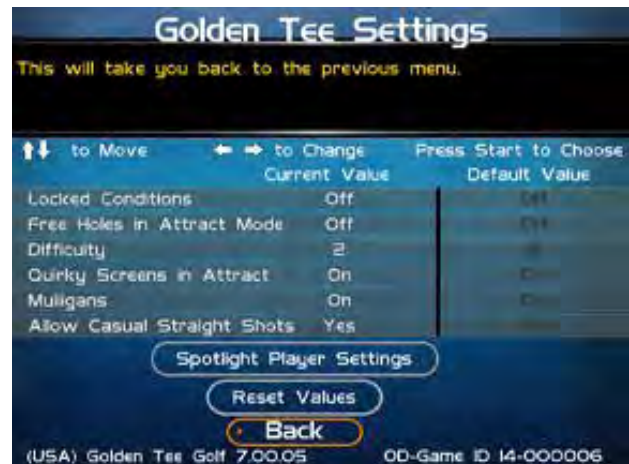 Golden Tee Settings
This will take you back to the previous menu.
to Move to Change Press Start to Choose
Current Value Default Value
Locked Conditions Off
Free Holes in Attract Mode Off
Difficulty 2
Quirky Screens in Attract On
Mulligans On
Allow Casual Straight Shots Yes
Spotlight Player Settings
Reset Values
Back
(USA) Golden Tee Golf 7.00.05 OD-Game ID 14-000006